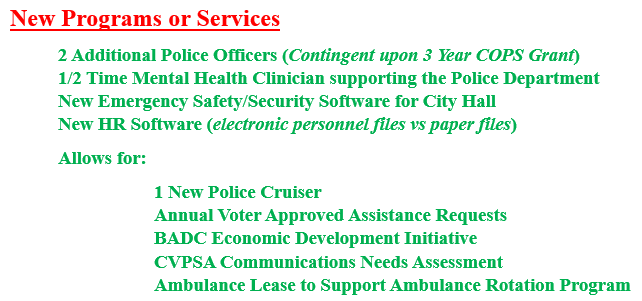 New Programs or Services
2 Additional Police Officers (Contingent upon 3 Year COPS Grant)
1/2 Time Mental Health Clinician supporting the Police Department
New Emergency Safety/Security Software for City Hall
New HR Software (electronic personnel files vs paper files)
Allows for:
1 New Police Cruiser
Annual Voter Approved Assistance Requests
BADC Economic Development Initiative
CVPSA Communications Needs Assessment
Ambulance Lease to Support Ambulance Rotation Program